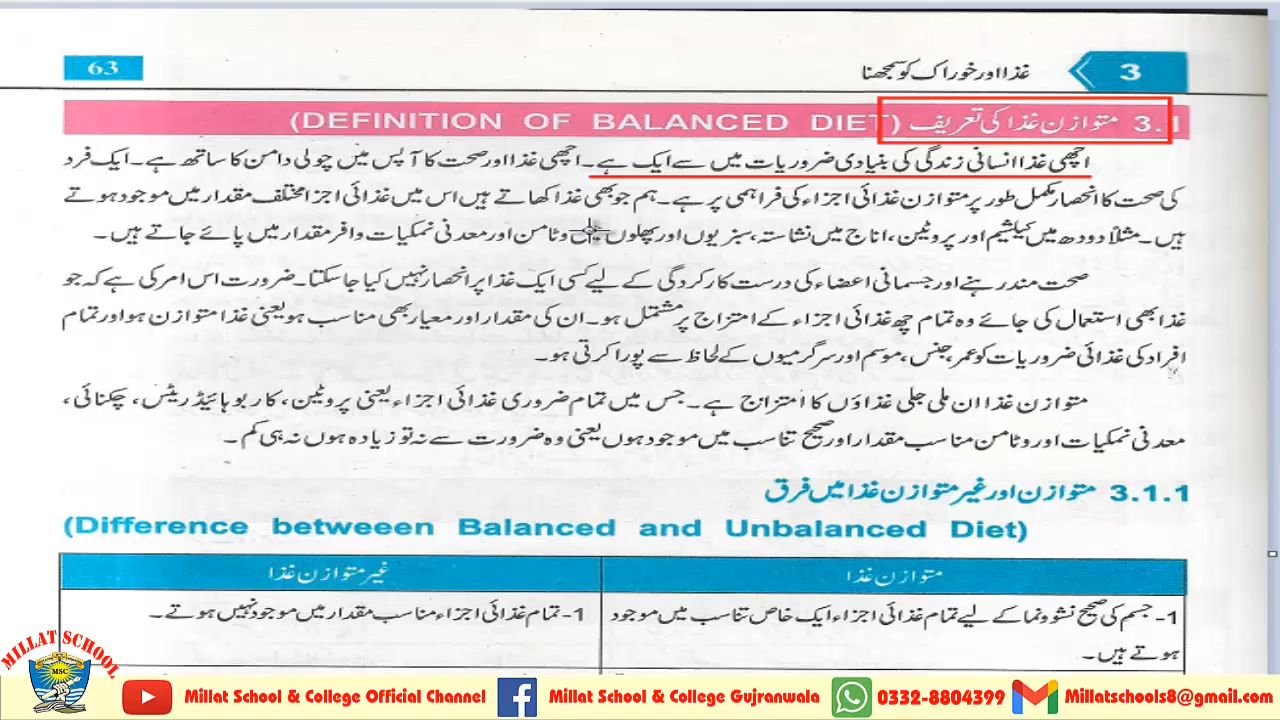 3 غذا اور خوراک کو سمجھنا
63
3.1 متوازن غذا کی تعریف (DEFINITION OF BALANCED DIET)
اچھی غذا انسانی زندگی کی بنیادی ضروریات میں سے ایک ہے۔ اچھی غذا اور صحت کا آپس میں چولی دامن کا ساتھ ہے۔ ایک فرد
کی صحت کا انحصار مکمل طور پر متوازن غذائی اجزاء کی فراہمی پر ہے۔ ہم جو بھی غذا کھاتے ہیں اس میں غذائی اجزا مختلف مقدار میں موجود ہوتے
ہیں۔ مثلاً دودھ میں کیلشیم اور پروٹین، اناج میں نشاستہ، سبزیوں اور پھلوں میں وٹامن اور معدنی نمکیات وافر مقدار میں پائے جاتے ہیں۔
صحت مند رہنے اور جسمانی اعضاء کی درست کارکردگی کے لیے کسی ایک غذا پر انحصار نہیں کیا جا سکتا۔ ضرورت اس امر کی ہے کہ جو
غذا بھی استعمال کی جائے وہ تمام چھ غذائی اجزاء کے امتزاج پر مشتمل ہو۔ ان کی مقدار اور معیار بھی مناسب ہو یعنی غذا متوازن ہو اور تمام
افراد کی غذائی ضروریات کو عمر، جنس، موسم اور سرگرمیوں کے لحاظ سے پورا کرتی ہو۔
متوازن غذا ان ملی جلی غذاؤں کا امتزاج ہے۔ جس میں تمام ضروری غذائی اجزاء یعنی پروٹین، کاربوہائیڈریٹس، چکنائی،
معدنی نمکیات اور وٹامن مناسب مقدار اور صحیح تناسب میں موجود ہوں یعنی وہ ضرورت سے نہ تو زیادہ ہوں نہ ہی کم۔
3.1.1 متوازن اور غیر متوازن غذا میں فرق
(Difference betweeen Balanced and Unbalanced Diet)
متوازن غذا
غیر متوازن غذا
1- جسم کی صحیح نشوونما کے لیے تمام غذائی اجزاء ایک خاص تناسب میں موجود
ہوتے ہیں۔
1- تمام غذائی اجزاء مناسب مقدار میں موجود نہیں ہوتے۔
MILLAT SCHOOL
MSC
Millat School & College Official Channel
Millat School & College Gujranwala
0332-8804399
Millatschools8@gmail.com